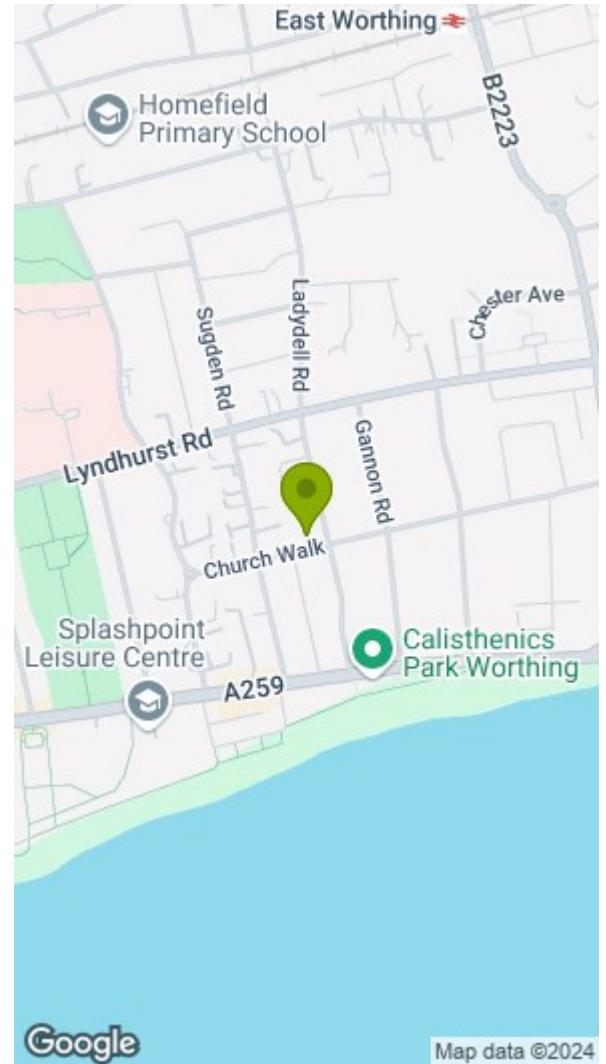 East Worthing
Homefield
Primary School
B2223
Chester Ave
Ladydell Rd
Sugden Rd
Lyndhurst Rd
Gannon Rd
Church Walk
Splashpoint
Leisure Centre
Calisthenics
Park Worthing
A259
Google
Map data ©2024